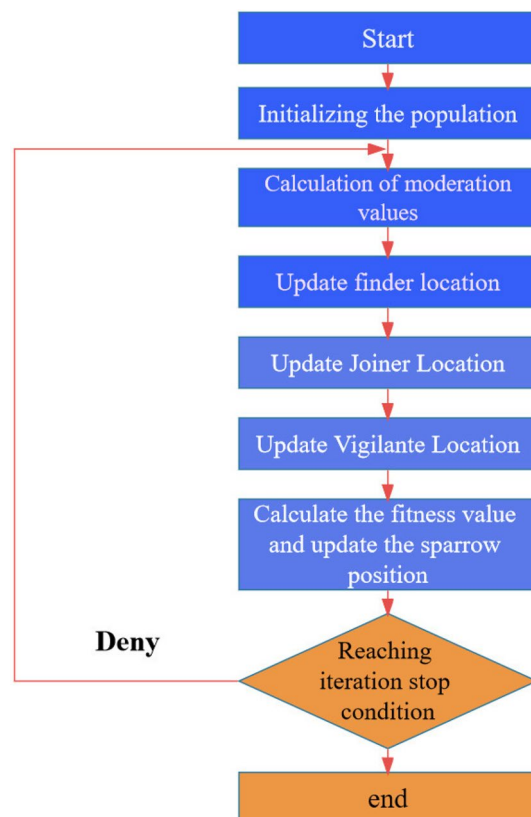 Start
Initializing the population
Calculation of moderation
values
Update finder location
Update Joiner Location
Update Vigilante Location
Calculate the fitness value
and update the sparrow
position
Deny
Reaching
iteration stop
condition
end